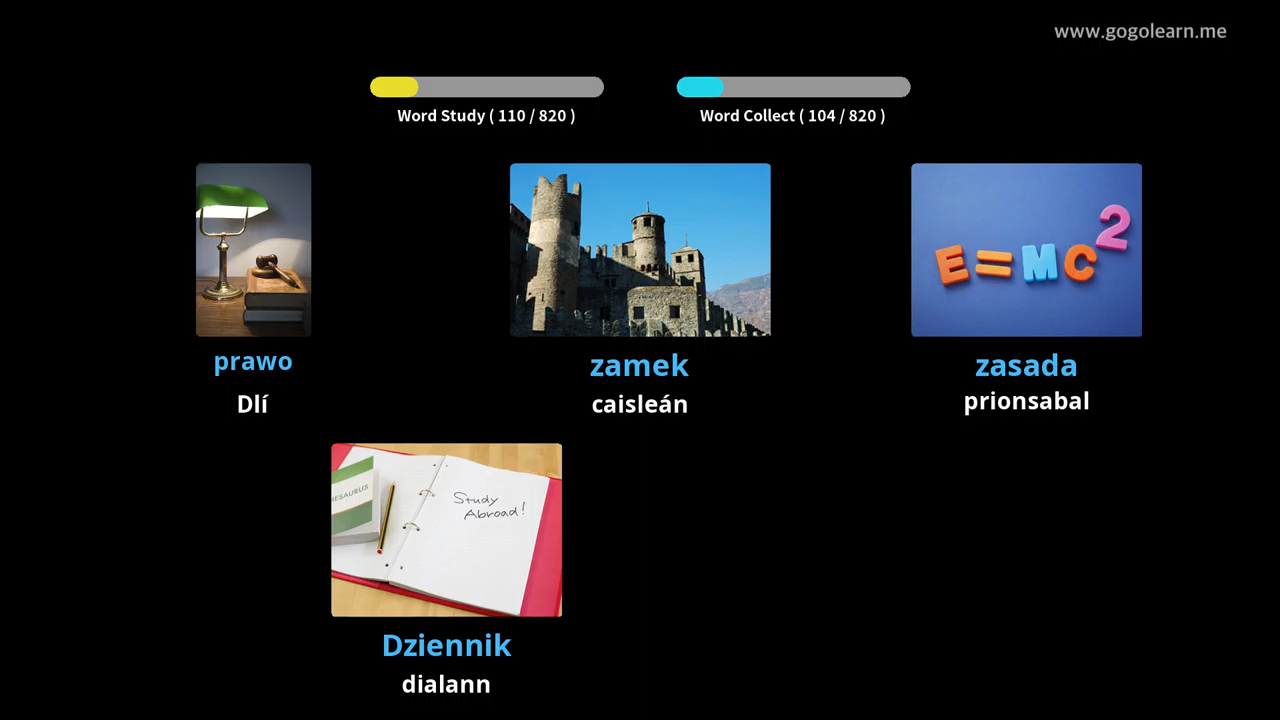 www.gogolearn.me
Word Study ( 110 / 820 )
Word Collect ( 104 / 820 )
E=MC2
prawo
zamek
zasada
Dlí
caisleán
prionsabal
HESAURUS
Study
Abroad!
Dziennik
dialann